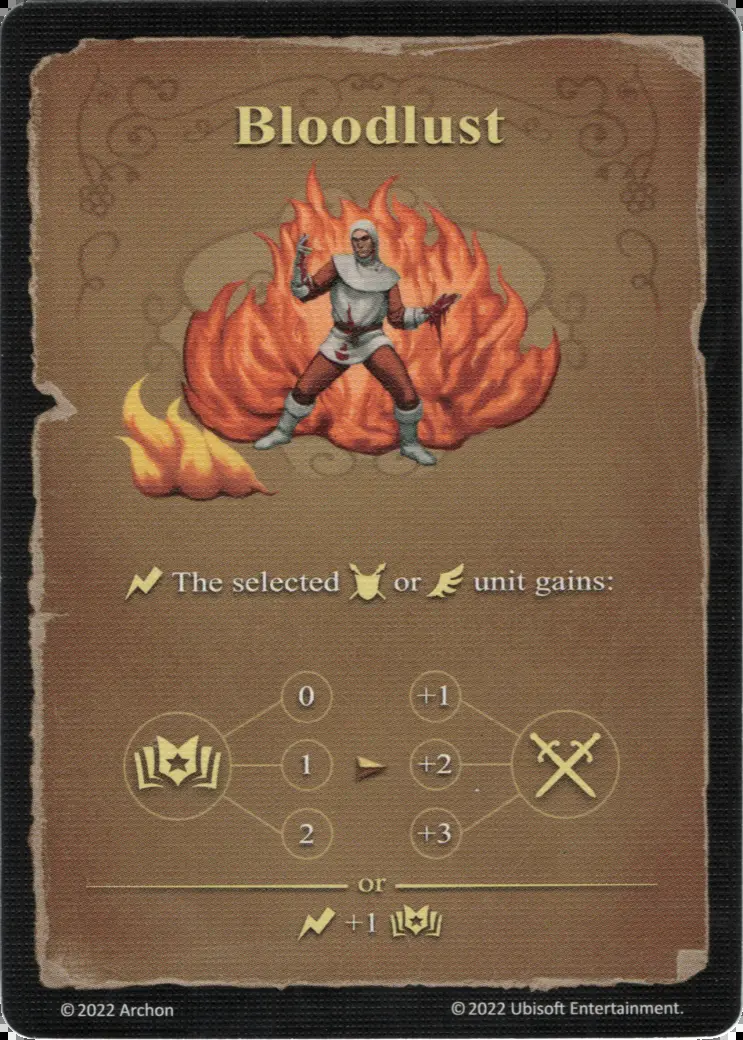 Bloodlust
The selected or unit gains:
0 +1
1 +2
2 +3
or
+1
© 2022 Archon © 2022 Ubisoft Entertainment.